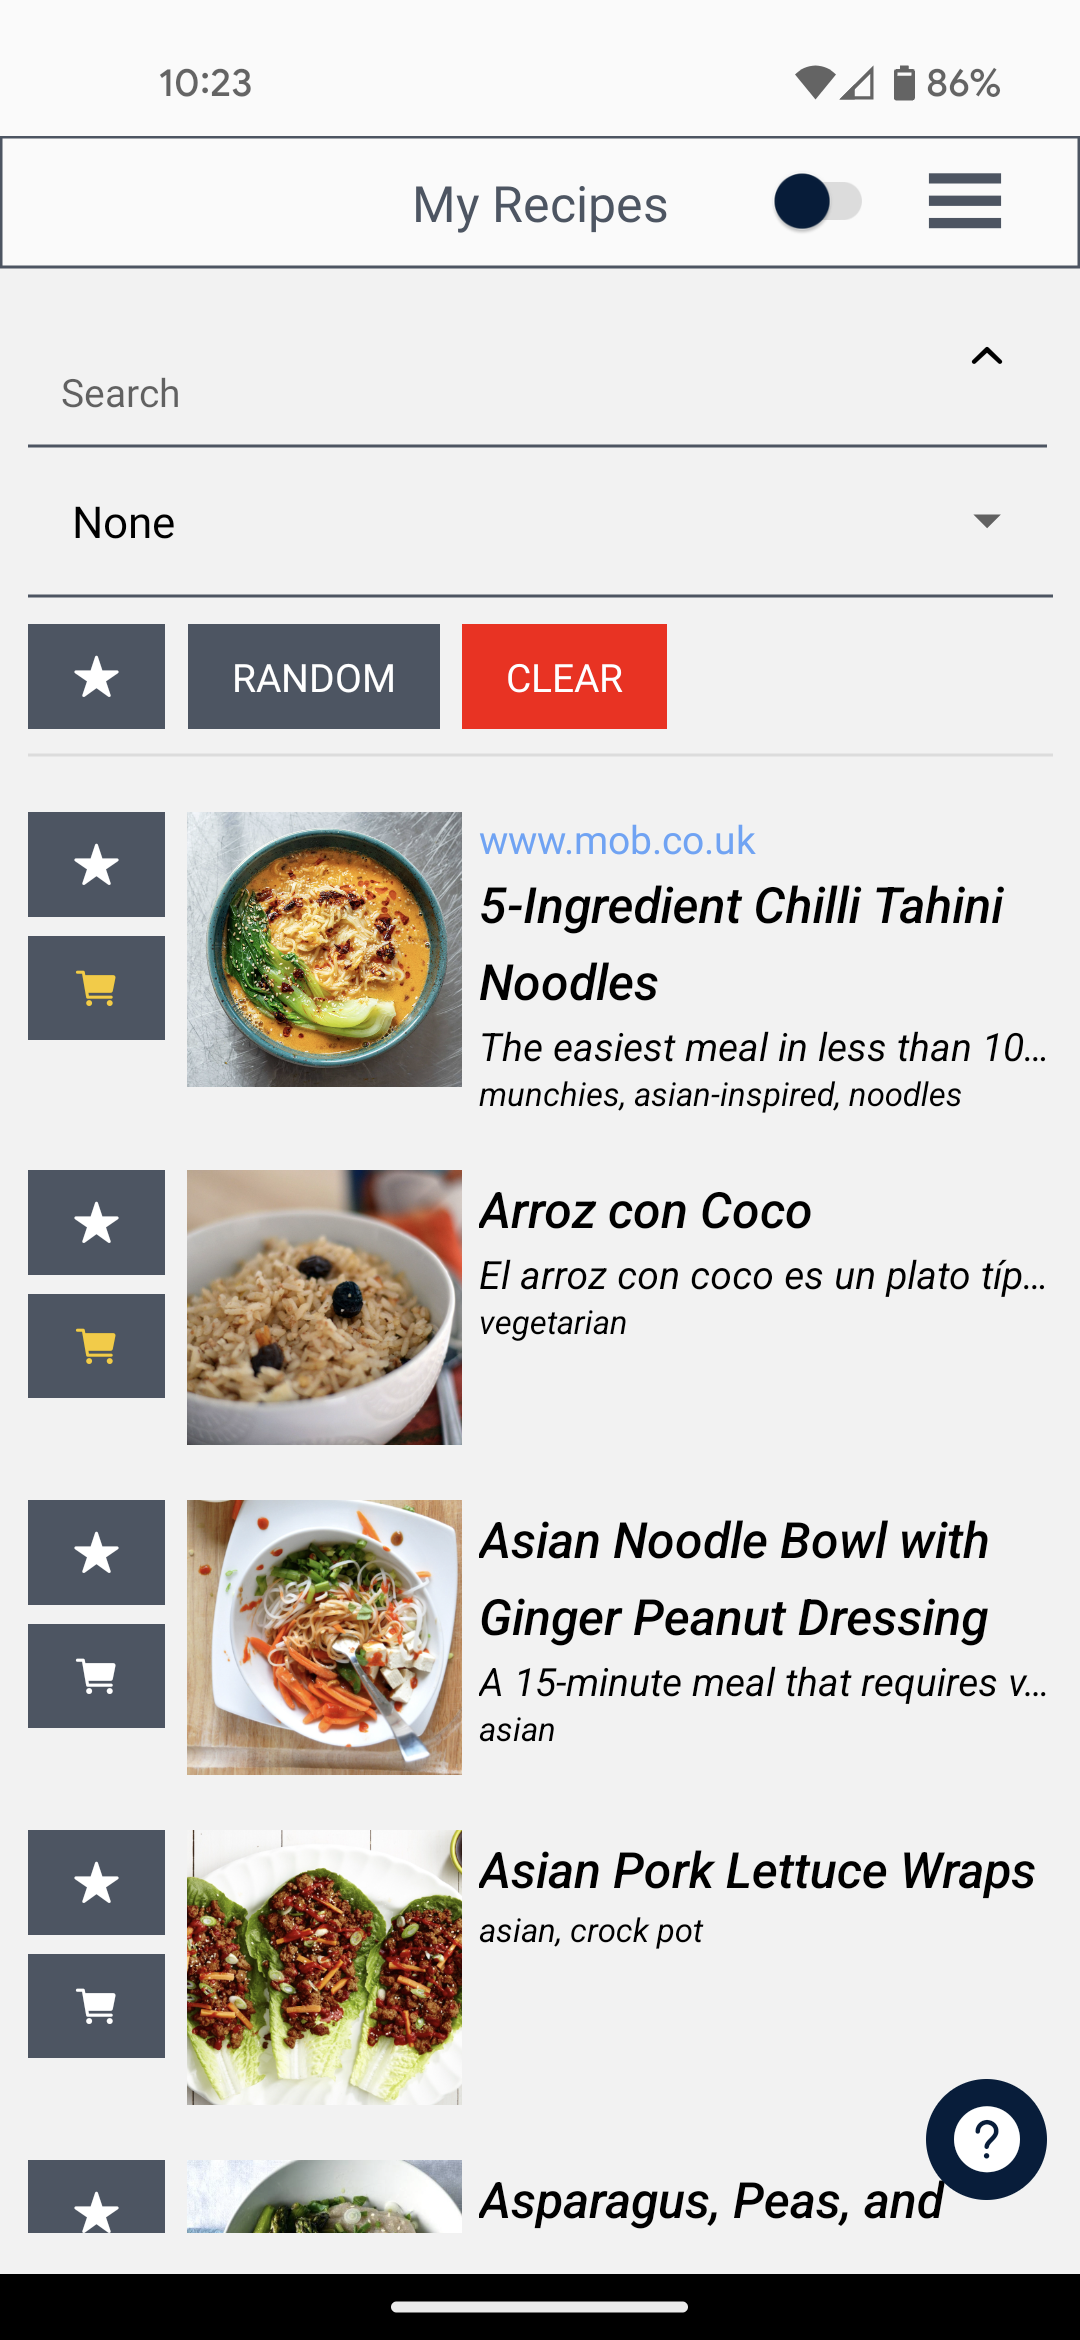 10:23
86%
My Recipes
Search
None
RANDOM
CLEAR
www.mob.co.uk
5-Ingredient Chilli Tahini
Noodles
The easiest meal in less than 10...
munchies, asian-inspired, noodles
Arroz con Coco
El arroz con coco es un plato típ...
vegetarian
Asian Noodle Bowl with
Ginger Peanut Dressing
A 15-minute meal that requires v...
asian
Asian Pork Lettuce Wraps
asian, crock pot
?
Asparagus, Peas, and